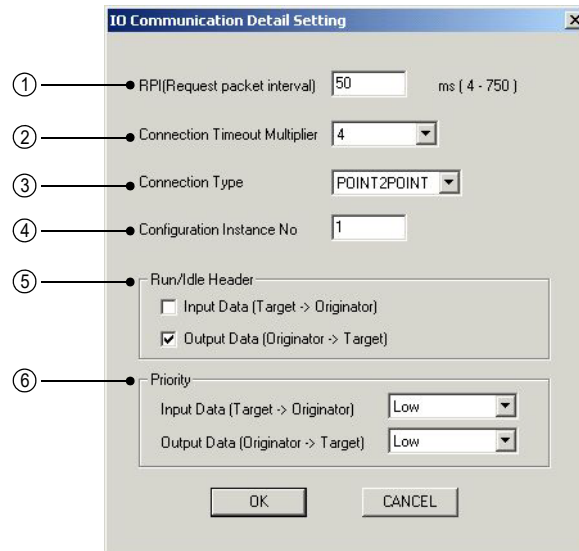 IO Communication Detail Setting
① RPI(Request packet interval) 50 ms ( 4 - 750 )
② Connection Timeout Multiplier 4
③ Connection Type POINT2POINT
④ Configuration Instance No 1
⑤ Run/Idle Header
Input Data (Target -> Originator)
Output Data (Originator -> Target)
⑥ Priority
Input Data (Target -> Originator) Low
Output Data (Originator -> Target) Low
OK CANCEL